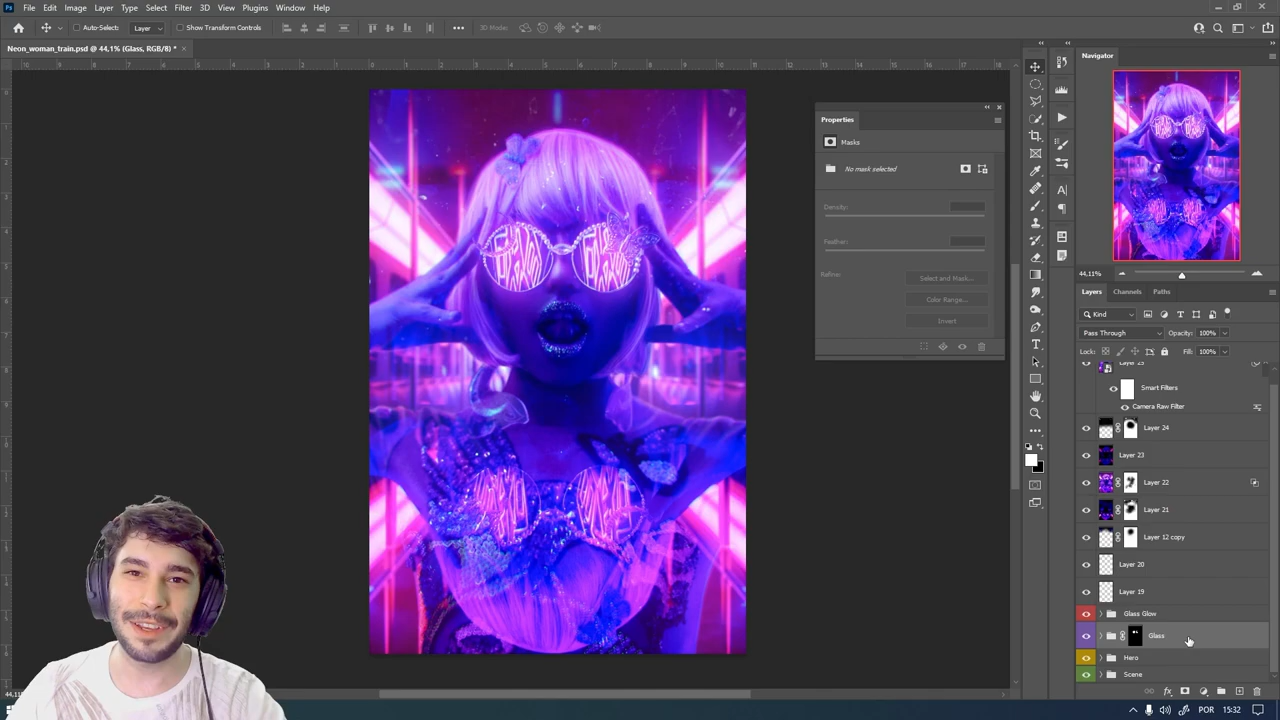 Ps File Edit Image Layer Type Select Filter 3D View Plugins Window Help
Auto-Select: Layer Show Transform Controls 3D Mode:
Neon_woman_train.psd @ 44,1% (Glass, RGB/8) * ×
Navigator
Properties
Masks
No mask selected
Density:
Feather:
Refine:
Select and Mask...
Color Range...
Invert
44,11%
Layers Channels Paths
Kind
Pass Through Opacity: 100%
Lock: Fill: 100%
Smart Filters
Camera Raw Filter
Layer 24
Layer 23
Layer 22
Layer 21
Layer 12 copy
Layer 20
Layer 19
Glass Glow
Glass
Hero
Scene
POR 15:32